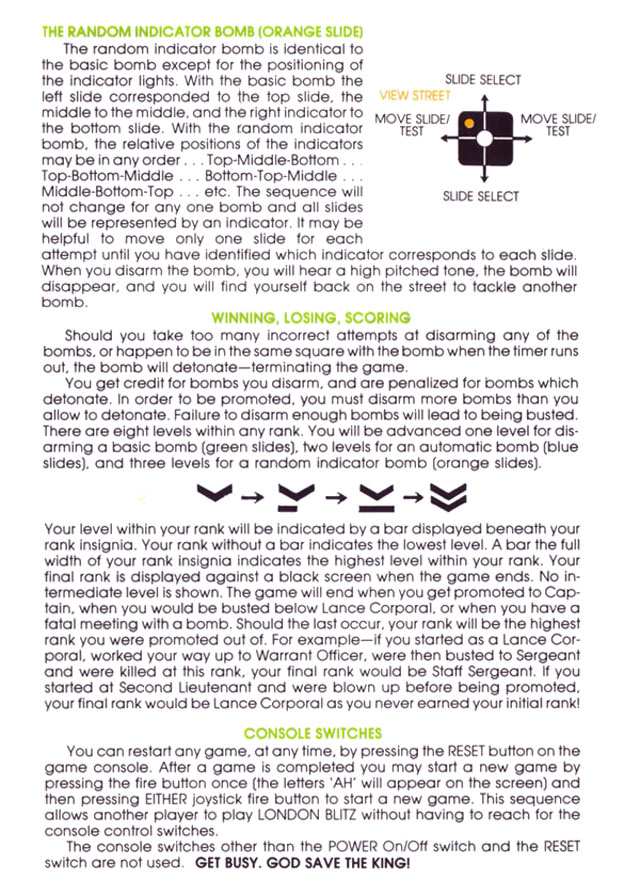 THE RANDOM INDICATOR BOMB (ORANGE SLIDE)
The random indicator bomb is identical to
the basic bomb except for the positioning of
the indicator lights. With the basic bomb the
left slide corresponded to the top slide, the
middle to the middle, and the right indicator to
the bottom slide. With the random indicator
bomb, the relative positions of the indicators
may be in any order . . . Top-Middle-Bottom . . .
Top-Bottom-Middle . . . Bottom-Top-Middle . . .
Middle-Bottom-Top . . . etc. The sequence will
not change for any one bomb and all slides
will be represented by an indicator. It may be
helpful to move only one slide for each
attempt until you have identified which indicator corresponds to each slide.
When you disarm the bomb, you will hear a high pitched tone, the bomb will
disappear, and you will find yourself back on the street to tackle another
bomb.
SLIDE SELECT
VIEW STREET
MOVE SLIDE/
TEST
MOVE SLIDE/
TEST
SLIDE SELECT
WINNING, LOSING, SCORING
Should you take too many incorrect attempts at disarming any of the
bombs, or happen to be in the same square with the bomb when the timer runs
out, the bomb will detonate—terminating the game.
You get credit for bombs you disarm, and are penalized for bombs which
detonate. In order to be promoted, you must disarm more bombs than you
allow to detonate. Failure to disarm enough bombs will lead to being busted.
There are eight levels within any rank. You will be advanced one level for dis-
arming a basic bomb (green slides), two levels for an automatic bomb (blue
slides), and three levels for a random indicator bomb (orange slides).
Your level within your rank will be indicated by a bar displayed beneath your
rank insignia. Your rank without a bar indicates the lowest level. A bar the full
width of your rank insignia indicates the highest level within your rank. Your
final rank is displayed against a black screen when the game ends. No in-
termediate level is shown. The game will end when you get promoted to Cap-
tain, when you would be busted below Lance Corporal, or when you have a
fatal meeting with a bomb. Should the last occur, your rank will be the highest
rank you were promoted out of. For example—if you started as a Lance Cor-
poral, worked your way up to Warrant Officer, were then busted to Sergeant
and were killed at this rank, your final rank would be Staff Sergeant. If you
started at Second Lieutenant and were blown up before being promoted,
your final rank would be Lance Corporal as you never earned your initial rank!
CONSOLE SWITCHES
You can restart any game, at any time, by pressing the RESET button on the
game console. After a game is completed you may start a new game by
pressing the fire button once (the letters 'AH' will appear on the screen) and
then pressing EITHER joystick fire button to start a new game. This sequence
allows another player to play LONDON BLITZ without having to reach for the
console control switches.
The console switches other than the POWER On/Off switch and the RESET
switch are not used. GET BUSY. GOD SAVE THE KING!